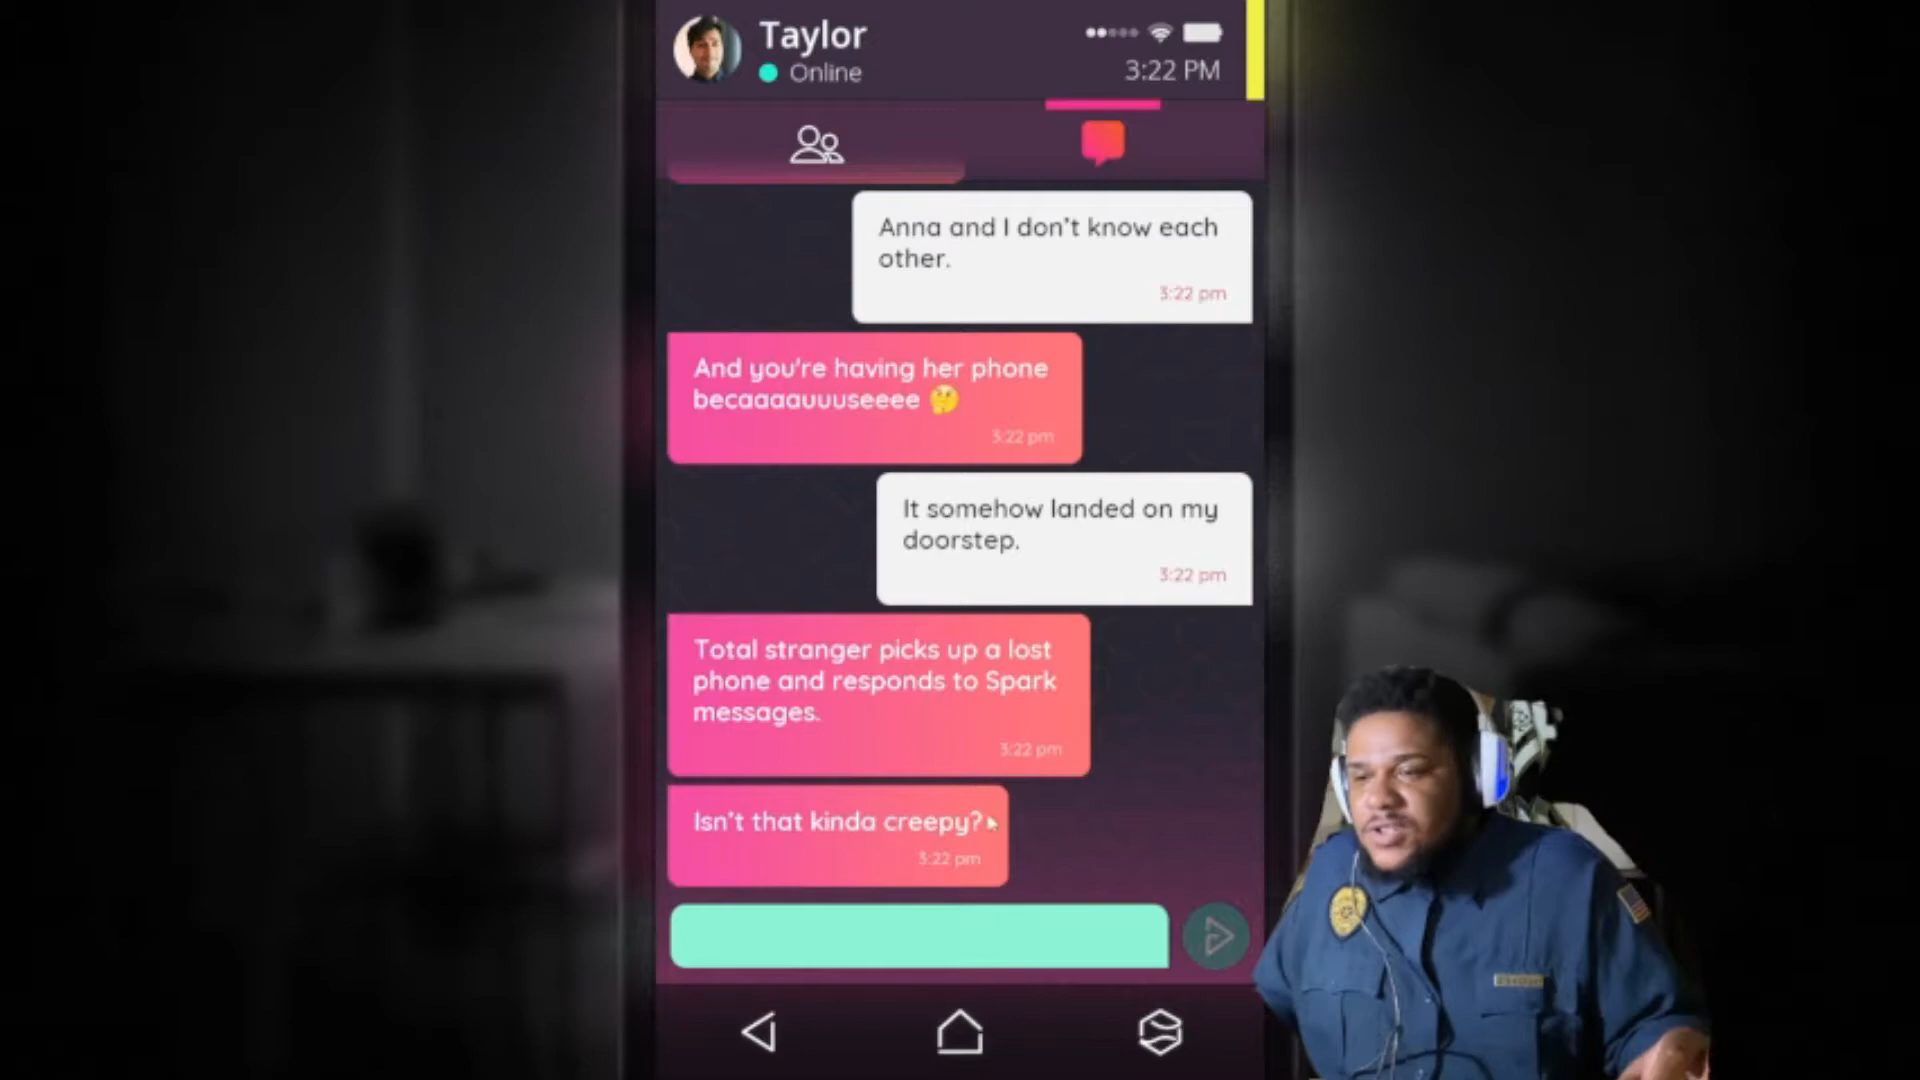 Taylor
Online
3:22 PM
Anna and I don't know each
other.
3:22 pm
And you're having her phone
becaaaauuuseeee 🤔
3:22 pm
It somehow landed on my
doorstep.
3:22 pm
Total stranger picks up a lost
phone and responds to Spark
messages.
3:22 pm
Isn't that kinda creepy?
3:22 pm